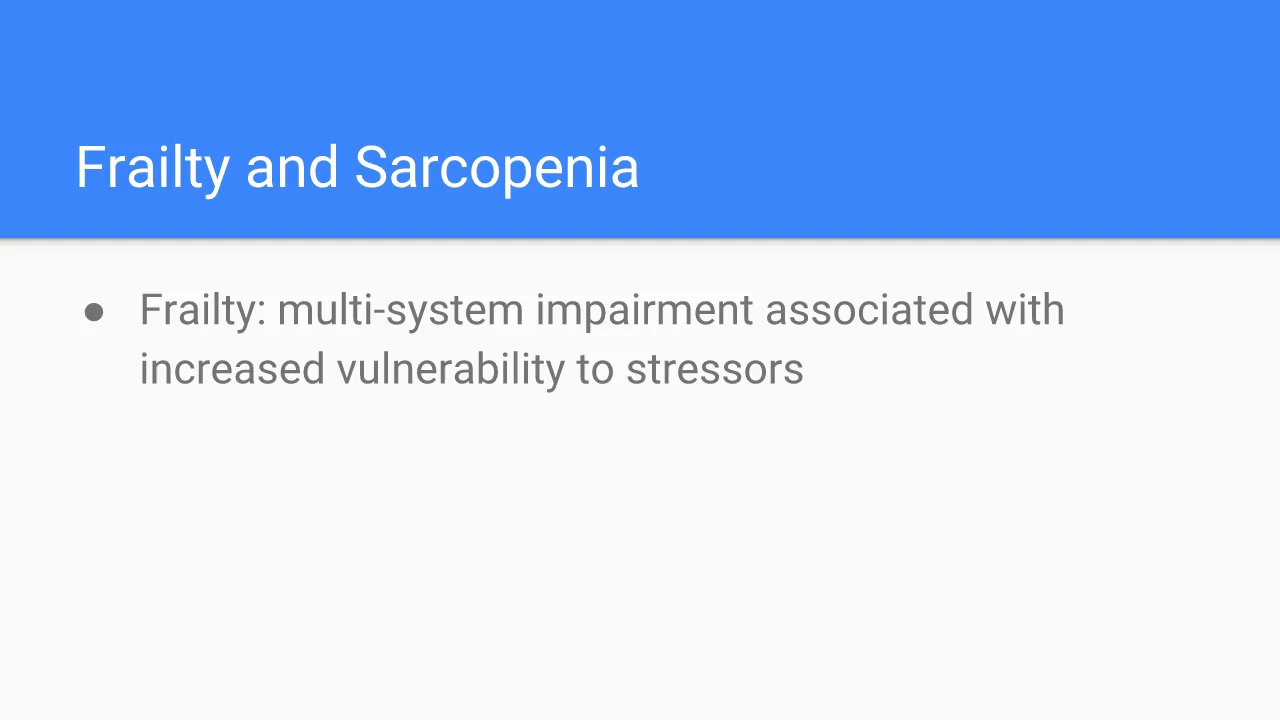 Frailty and Sarcopenia
● Frailty: multi-system impairment associated with
increased vulnerability to stressors